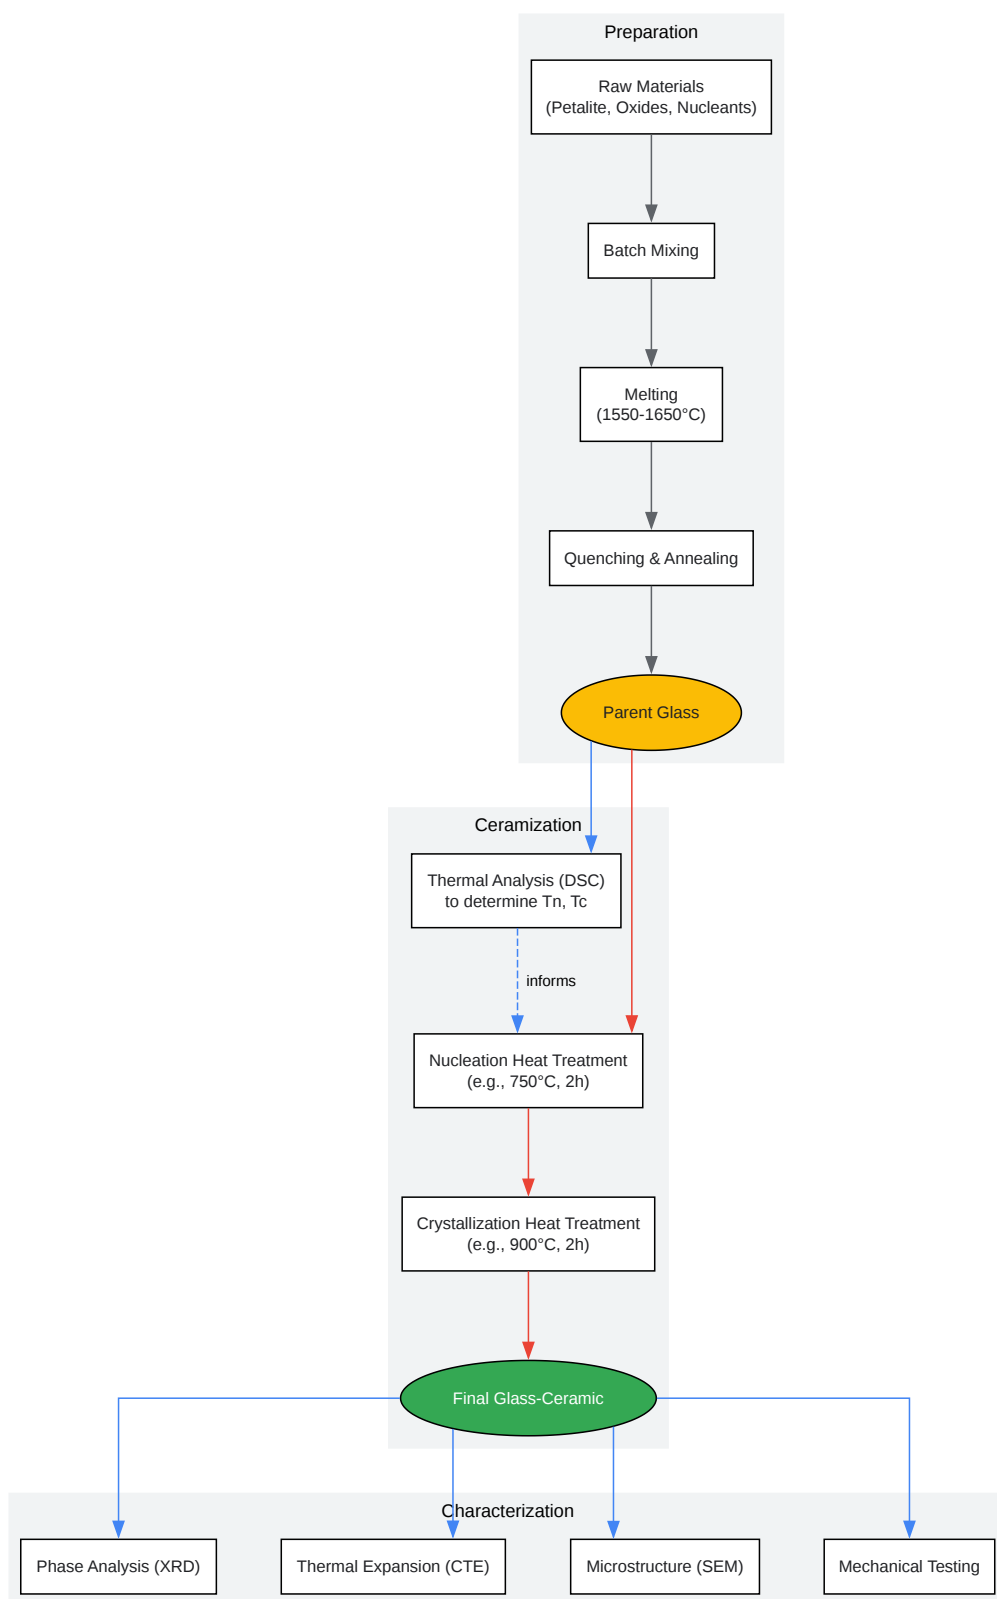 Preparation
Raw Materials
(Petalite, Oxides, Nucleants)
Batch Mixing
Melting
(1550-1650°C)
Quenching & Annealing
Parent Glass
Ceramization
Thermal Analysis (DSC)
to determine Tn, Tc
informs
Nucleation Heat Treatment
(e.g., 750°C, 2h)
Crystallization Heat Treatment
(e.g., 900°C, 2h)
Final Glass-Ceramic
Characterization
Phase Analysis (XRD)
Thermal Expansion (CTE)
Microstructure (SEM)
Mechanical Testing